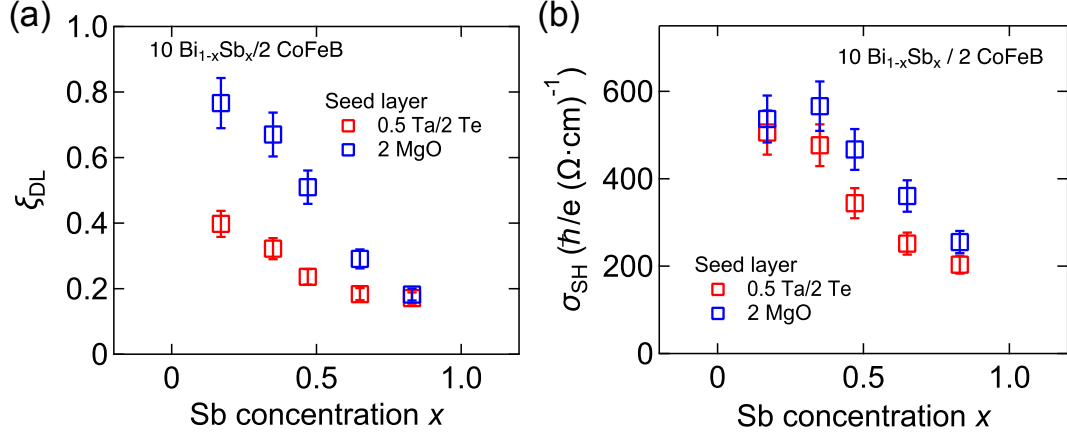 (a)
1.0
0.8
0.6
0.4
0.2
0
ξDL
10 Bi1-xSbx/2 CoFeB
Seed layer
0.5 Ta/2 Te
2 MgO
0
0.5
1.0
Sb concentration x
(b)
600
400
200
0
σSH (ℏ/e (Ω·cm)⁻¹
10 Bi1-xSbx / 2 CoFeB
Seed layer
0.5 Ta/2 Te
2 MgO
0
0.5
1.0
Sb concentration x